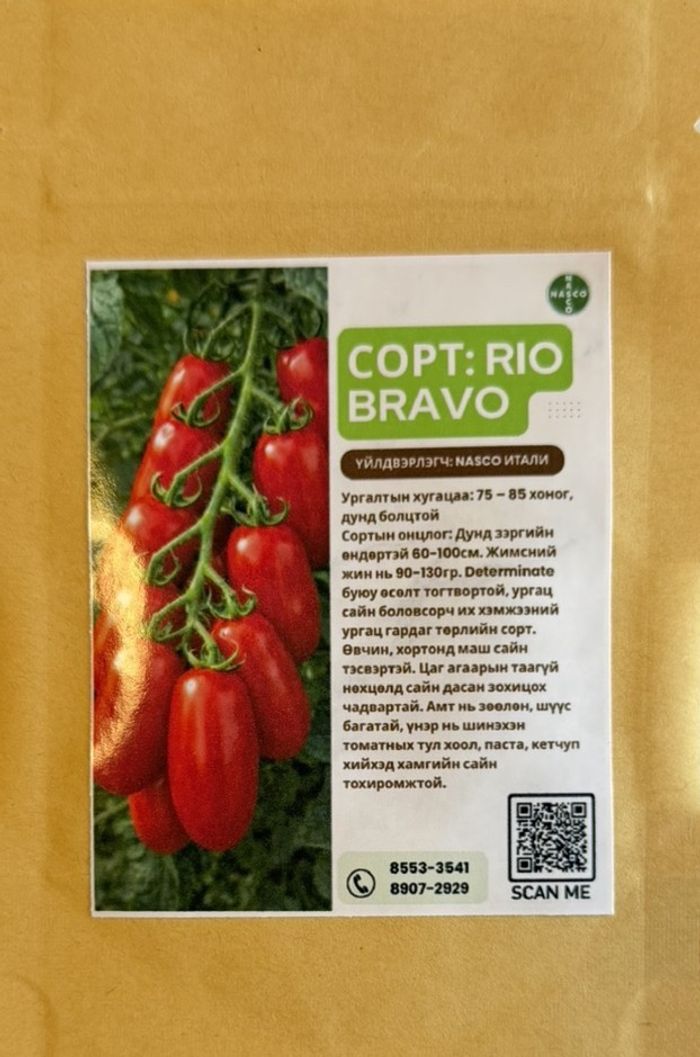 NASCO
NASCO
СОРТ: RIO
BRAVO
ҮЙЛДВЭРЛЭГЧ: NASCO ИТАЛИ
Ургалтын хугацаа: 75 – 85 хоног,
дунд болцтой
Сортын онцлог: Дунд зэргийн
өндөртэй 60-100см. Жимсний
жин нь 90-130гр. Determinate
буюу өсөлт тогтвортой, ургац
сайн боловсорч их хэмжээний
ургац гардаг төрлийн сорт.
Өвчин, хортонд маш сайн
тэсвэртэй. Цаг агаарын таагүй
нөхцөлд сайн дасан зохицох
чадвартай. Амт нь зөөлөн, шүүс
багатай, үнэр нь шинэхэн
томатных тул хоол, паста, кетчуп
хийхэд хамгийн сайн
тохиромжтой.
8553-3541
8907-2929
SCAN ME